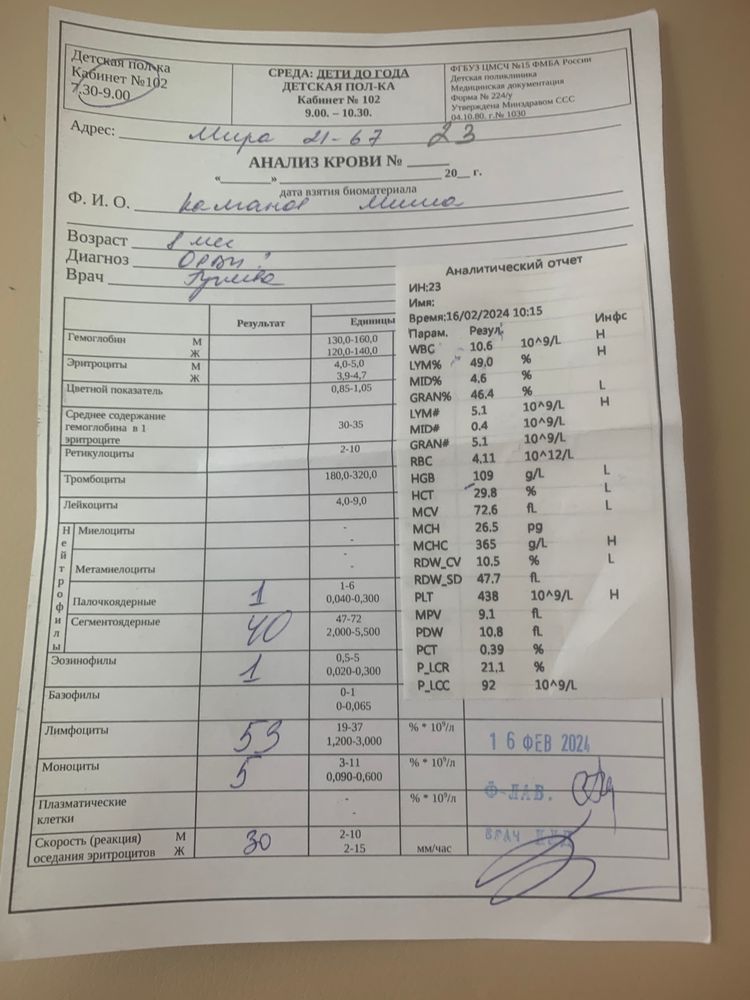 Детская пол-ка
Кабинет №102
7.30-9.00
СРЕДА: ДЕТИ ДО ГОДА
ДЕТСКАЯ ПОЛ-КА
Кабинет № 102
9.00. – 10.30.
ФГБУЗ ЦМСЧ №15 ФМБА России
Детская поликлиника
Медицинская документация
Форма № 224/у
Утверждена Минздравом ССС
04.10.80. г.№ 1030
Адрес: Мира 21-67 23
АНАЛИЗ КРОВИ № ______
«_______»______________________ 20__ г.
дата взятия биоматериала
Ф. И. О. Миша
Возраст 8 мес
Диагноз ОРВИ
Врач
Результат Единицы
Гемоглобин М 130,0-160,0
Ж 120,0-140,0
Эритроциты М 4,0-5,0
Ж 3,9-4,7
Цветной показатель 0,85-1,05
Среднее содержание
гемоглобина в 1 30-35
эритроците
Ретикулоциты 2-10
Тромбоциты 180,0-320,0
Лейкоциты 4,0-9,0
Нейтрофилы
Миелоциты -
-
Метамиелоциты -
-
Палочкоядерные 1 1-6
0,040-0,300
Сегментоядерные 40 47-72
2,000-5,500
Эозинофилы 1 0,5-5
0,020-0,300
Базофилы 0-1
0-0,065
Лимфоциты 53 19-37 % * 10⁹/л
1,200-3,000
Моноциты 5 3-11 % * 10⁹/л
0,090-0,600
Плазматические - % * 10⁹/л
клетки -
Скорость (реакция) М 30 2-10 мм/час
оседания эритроцитов Ж 2-15
Аналитический отчет
ИН:23
Имя:
Время:16/02/2024 10:15
Парам. Резул. Инфс
WBC 10.6 10^9/L H
LYM% 49.0 % H
MID% 4.6 %
GRAN% 46.4 % L
LYM# 5.1 10^9/L H
MID# 0.4 10^9/L
GRAN# 5.1 10^9/L
RBC 4.11 10^12/L
HGB 109 g/L L
HCT 29.8 % L
MCV 72.6 fL L
MCH 26.5 pg
MCHC 365 g/L H
RDW_CV 10.5 % L
RDW_SD 47.7 fL
PLT 438 10^9/L H
MPV 9.1 fL
PDW 10.8 fL
PCT 0.39 %
P_LCR 21.1 %
P_LCC 92 10^9/L
16 ФЕВ 2024
Ф-ЛАБ.
ВРАЧ КЛД